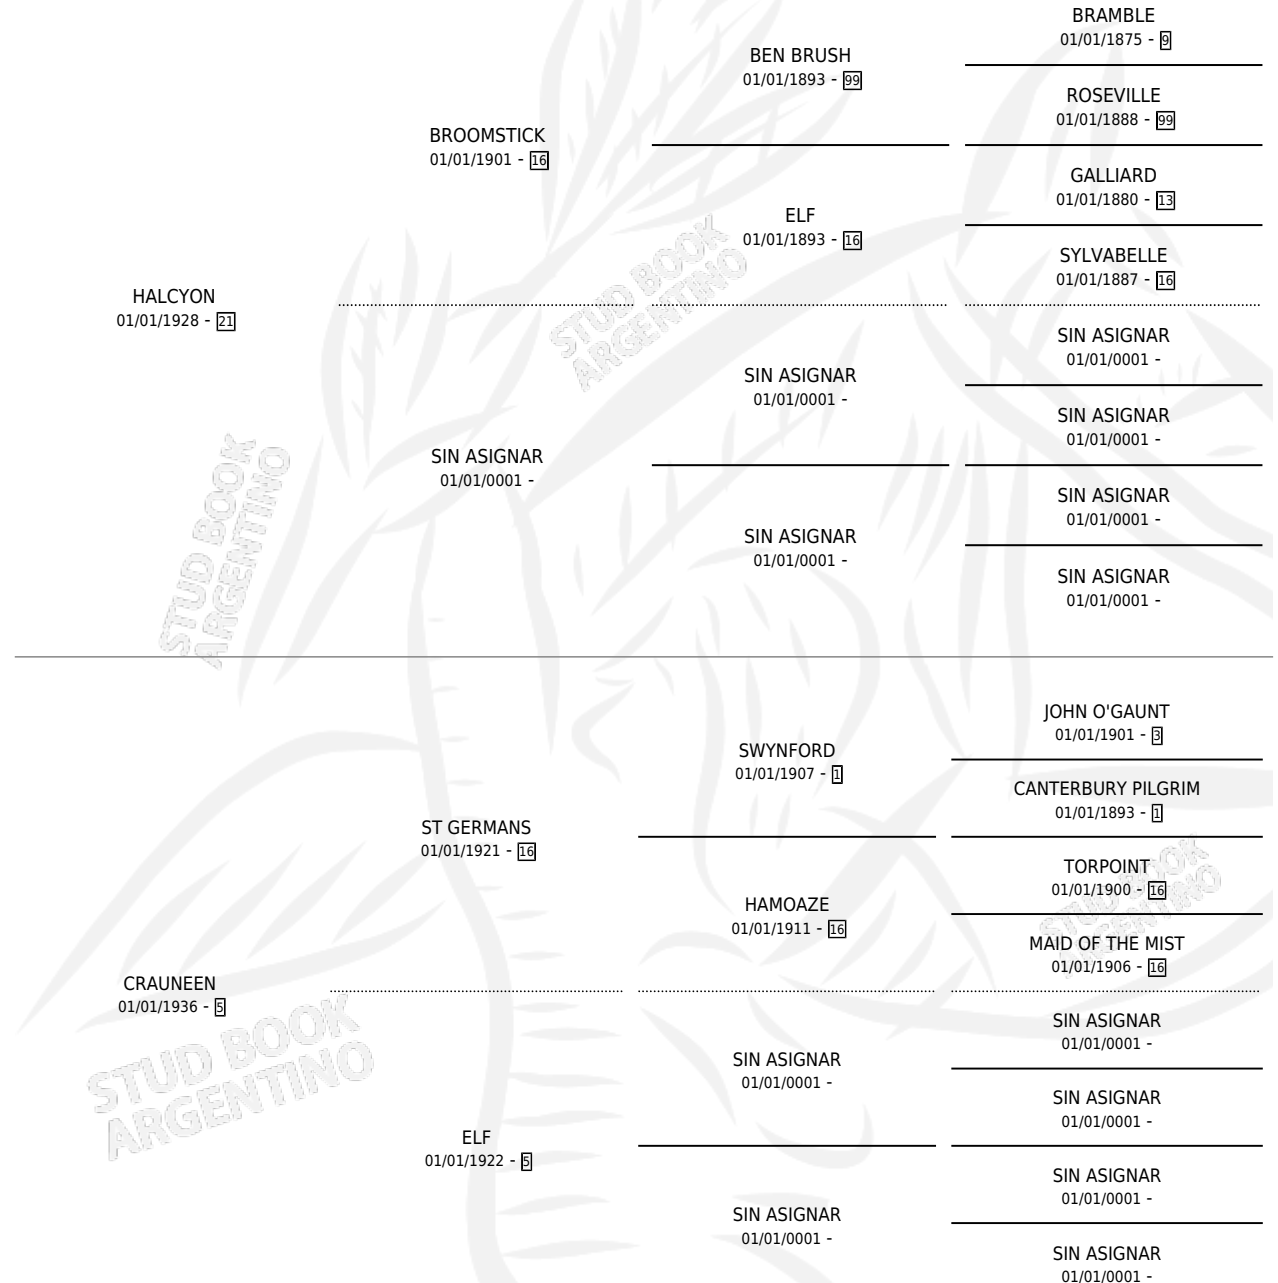 BRAMBLE
01/01/1875 - 9
BEN BRUSH
01/01/1893 - 99
ROSEVILLE
01/01/1888 - 99
BROOMSTICK
01/01/1901 - 16
GALLIARD
01/01/1880 - 13
ELF
01/01/1893 - 16
SYLVABELLE
01/01/1887 - 16
HALCYON
01/01/1928 - 21
SIN ASIGNAR
01/01/0001 -
SIN ASIGNAR
01/01/0001 -
SIN ASIGNAR
01/01/0001 -
SIN ASIGNAR
01/01/0001 -
SIN ASIGNAR
01/01/0001 -
SIN ASIGNAR
01/01/0001 -
SIN ASIGNAR
01/01/0001 -
STUD BOOK
ARGENTINO
STUD BOOK
ARGENTINO
JOHN O'GAUNT
01/01/1901 - 3
SWYNFORD
01/01/1907 - 1
CANTERBURY PILGRIM
01/01/1893 - 1
ST GERMANS
01/01/1921 - 16
TORPOINT
01/01/1900 - 16
HAMOAZE
01/01/1911 - 16
MAID OF THE MIST
01/01/1906 - 16
CRAUNEEN
01/01/1936 - 5
SIN ASIGNAR
01/01/0001 -
SIN ASIGNAR
01/01/0001 -
SIN ASIGNAR
01/01/0001 -
ELF
01/01/1922 - 5
SIN ASIGNAR
01/01/0001 -
SIN ASIGNAR
01/01/0001 -
SIN ASIGNAR
01/01/0001 -
STUD BOOK
ARGENTINO
STUD BOOK
ARGENTINO